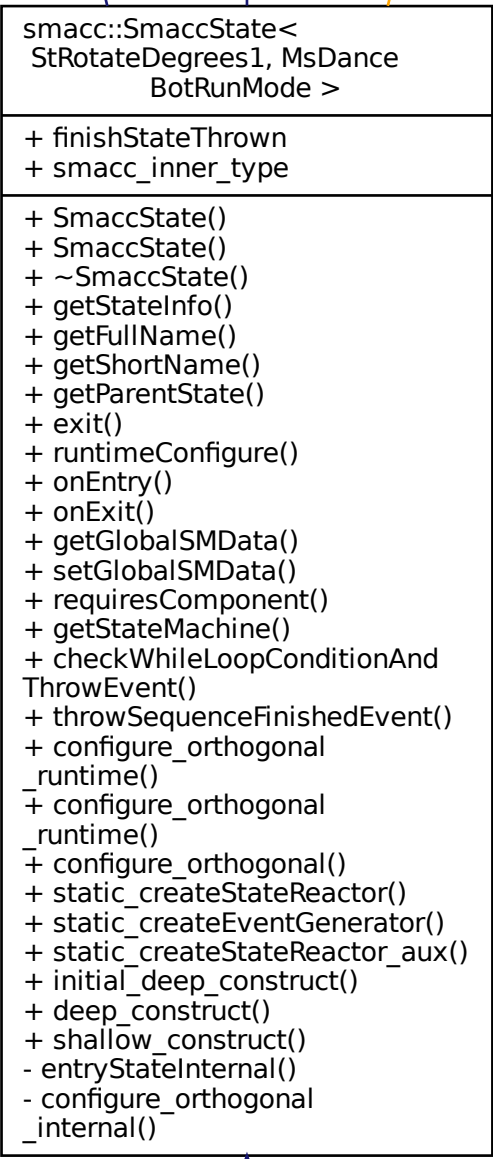 smacc::SmaccState<
StRotateDegrees1, MsDance
BotRunMode >
+ finishStateThrown
+ smacc_inner_type
+ SmaccState()
+ SmaccState()
+ ~SmaccState()
+ getStateInfo()
+ getFullName()
+ getShortName()
+ getParentState()
+ exit()
+ runtimeConfigure()
+ onEntry()
+ onExit()
+ getGlobalSMData()
+ setGlobalSMData()
+ requiresComponent()
+ getStateMachine()
+ checkWhileLoopConditionAnd
ThrowEvent()
+ throwSequenceFinishedEvent()
+ configure_orthogonal
_runtime()
+ configure_orthogonal
_runtime()
+ configure_orthogonal()
+ static_createStateReactor()
+ static_createEventGenerator()
+ static_createStateReactor_aux()
+ initial_deep_construct()
+ deep_construct()
+ shallow_construct()
- entryStateInternal()
- configure_orthogonal
_internal()